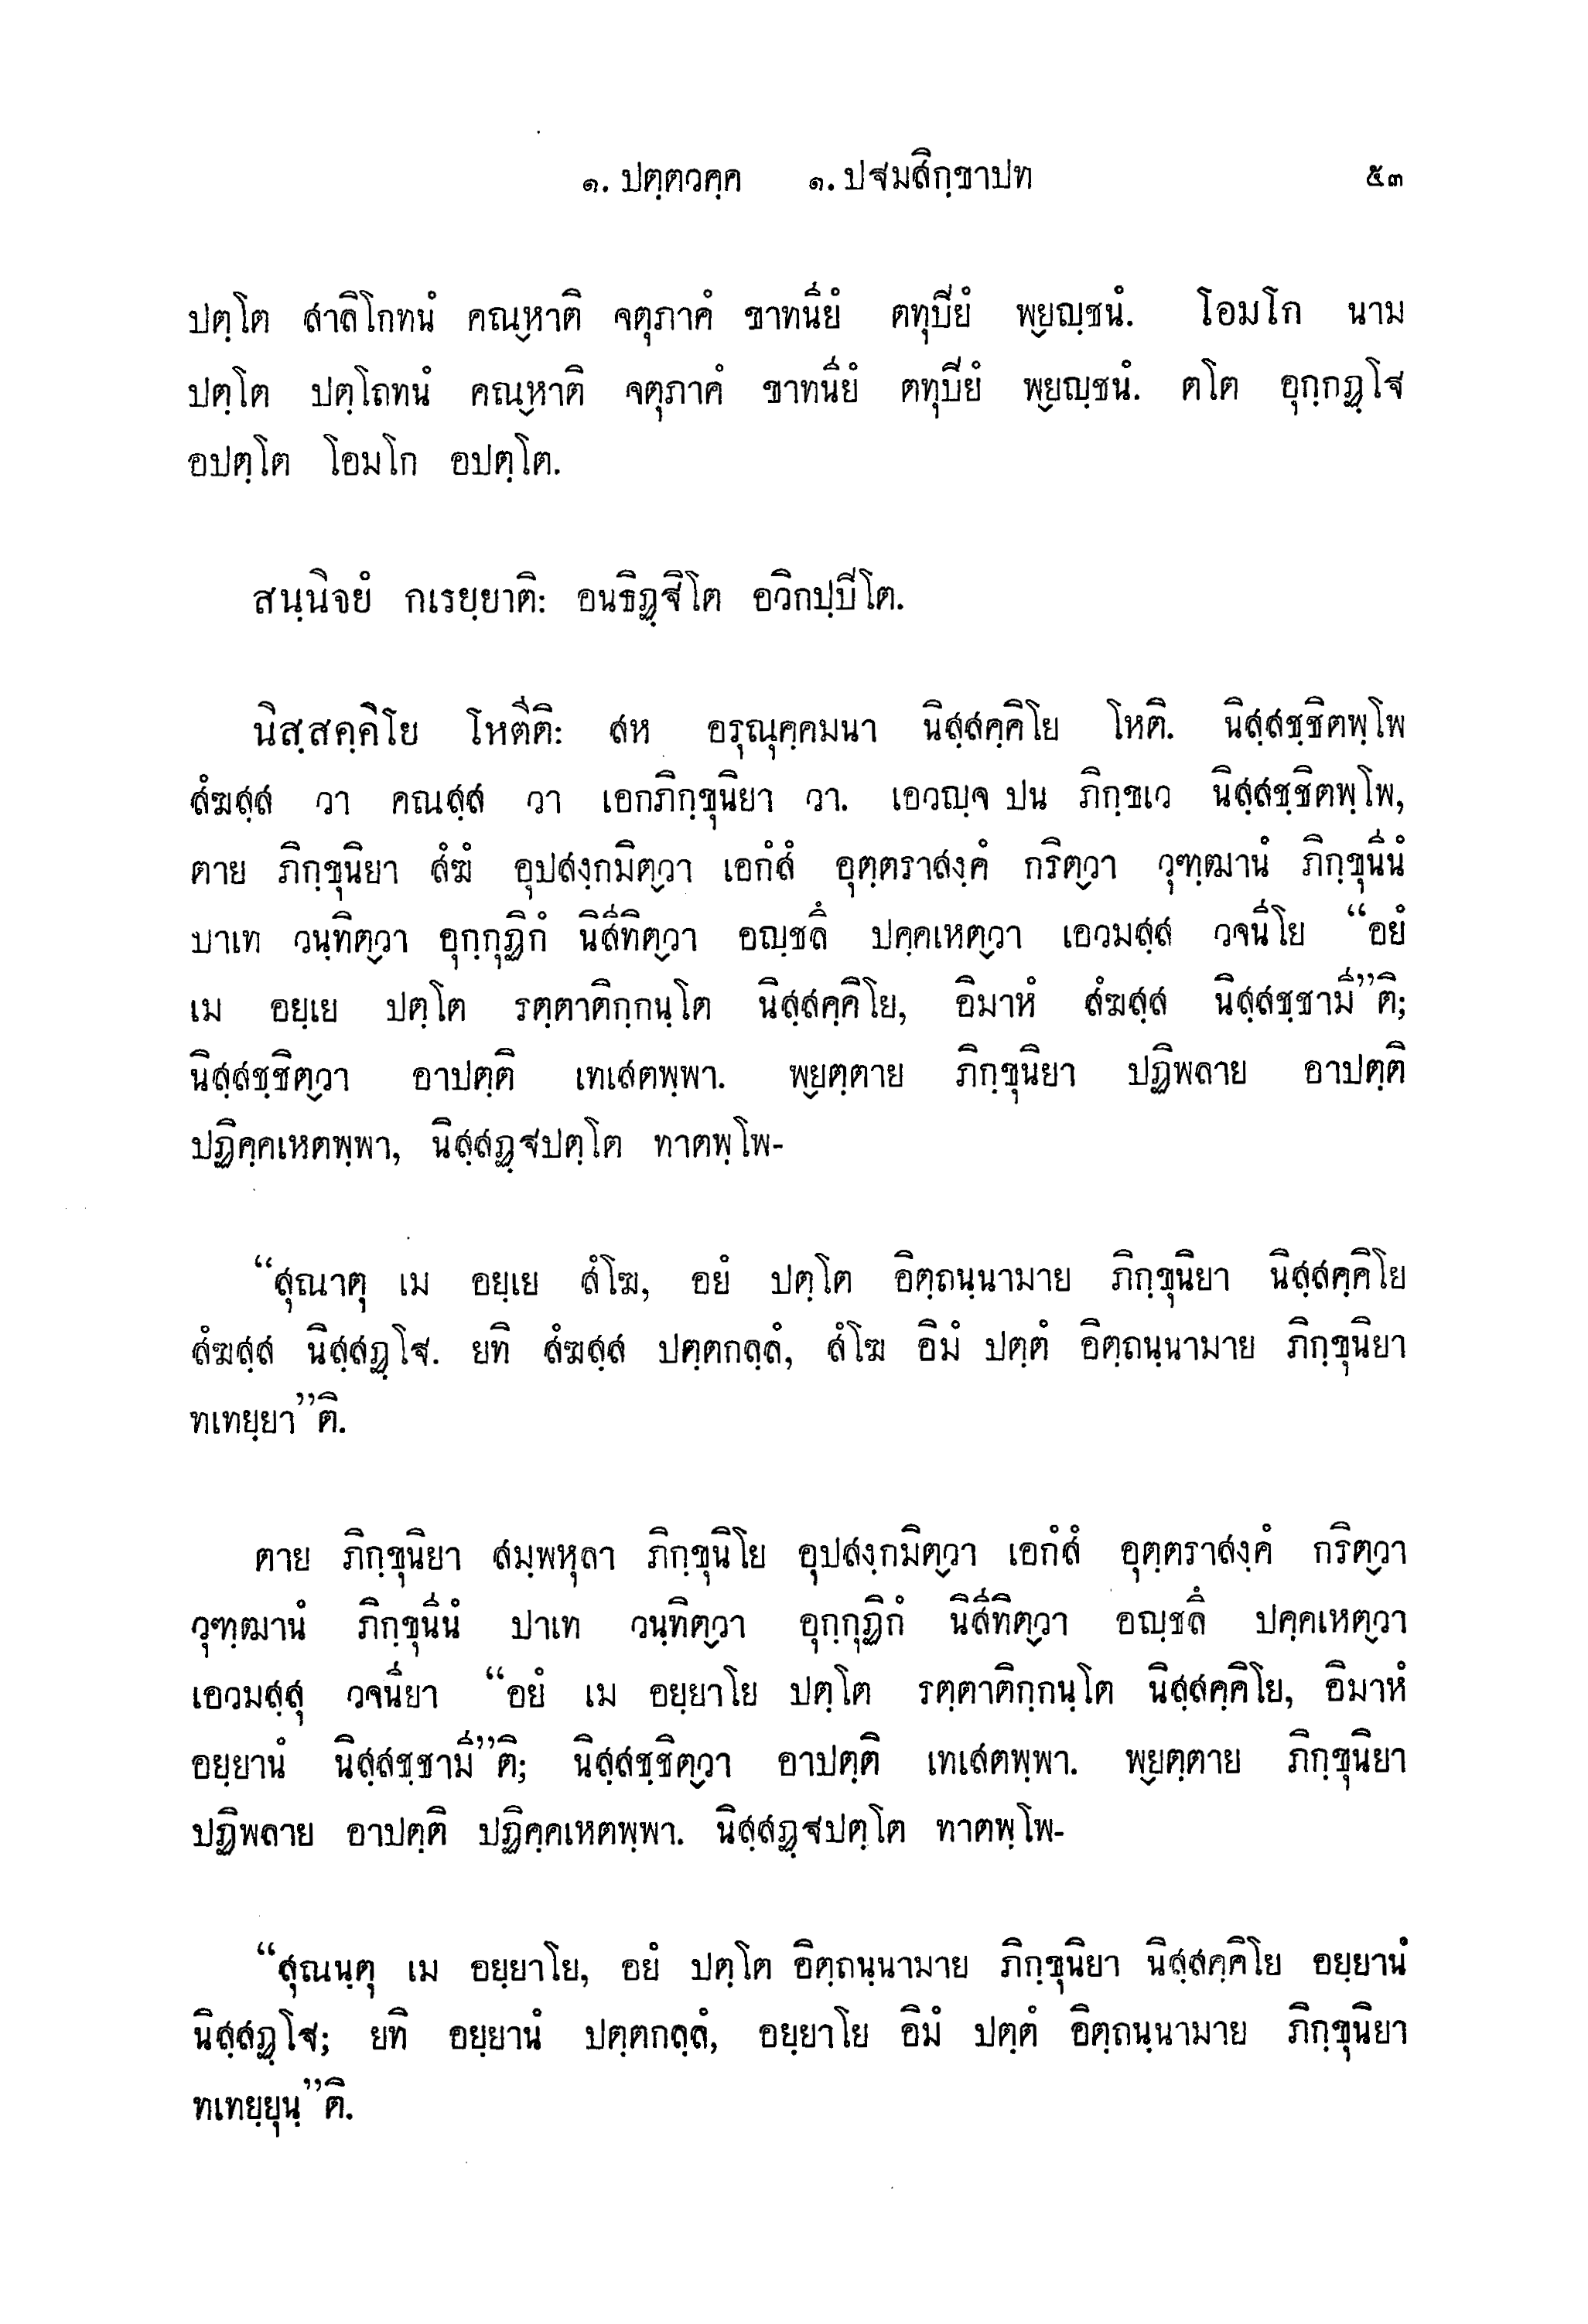 ๑. ปตฺตวคฺค ๑. ปฐมสิกฺขาปท ๕๓
ปตฺโต สาลิโกทนํ คณ๎หาติ จตุภาคํ ขาทนียํ ตทุปิยํ พ๎ยญฺชนํ. โอมโก นาม
ปตฺโต ปตฺโถทนํ คณ๎หาติ จตุภาคํ ขาทนียํ ตทุปิยํ พ๎ยญฺชนํ. ตโต อุกฺกฏฺโฐ
อปตฺโต โอมโก อปตฺโต.
สนฺนิจยํ กเรยฺยาติ: อนธิฏฺฐิโต อวิกปฺปิโต.
นิสฺสคฺคิโย โหตีติ: สห อรุณุคฺคมนา นิสฺสคฺคิโย โหติ. นิสฺสชฺชิตพฺโพ
สํฆสฺส วา คณสฺส วา เอกภิกฺขุนิยา วา. เอวญฺจ ปน ภิกฺขเว นิสฺสชฺชิตพฺโพ,
ตาย ภิกฺขุนิยา สํฆํ อุปสงฺกมิต๎วา เอกํสํ อุตฺตราสงฺคํ กริต๎วา วุฑฺฒานํ ภิกฺขุนีนํ
ปาเท วนฺทิต๎วา อุกฺกุฏิกํ นิสีทิต๎วา อญฺชลึ ปคฺคเหต๎วา เอวมสฺส วจนีโย “อยํ
เม อยฺเย ปตฺโต รตฺตาติกฺกนฺโต นิสฺสคฺคิโย, อิมาหํ สํฆสฺส นิสฺสชฺชามี”ติ;
นิสฺสชฺชิต๎วา อาปตฺติ เทเสตพฺพา. พ๎ยตฺตาย ภิกฺขุนิยา ปฏิพลาย อาปตฺติ
ปฏิคฺคเหตพฺพา, นิสฺสฏฺฐปตฺโต ทาตพฺโพ-
“สุณาตุ เม อยฺเย สํโฆ, อยํ ปตฺโต อิตฺถนฺนามาย ภิกฺขุนิยา นิสฺสคฺคิโย
สํฆสฺส นิสฺสฏฺโฐ. ยทิ สํฆสฺส ปตฺตกลฺลํ, สํโฆ อิมํ ปตฺตํ อิตฺถนฺนามาย ภิกฺขุนิยา
ทเทยฺยา”ติ.
ตาย ภิกฺขุนิยา สมฺพหุลา ภิกฺขุนิโย อุปสงฺกมิต๎วา เอกํสํ อุตฺตราสงฺคํ กริต๎วา
วุฑฺฒานํ ภิกฺขุนีนํ ปาเท วนฺทิต๎วา อุกฺกุฏิกํ นิสีทิต๎วา อญฺชลึ ปคฺคเหต๎วา
เอวมสฺสุ วจนียา “อยํ เม อยฺยาโย ปตฺโต รตฺตาติกฺกนฺโต นิสฺสคฺคิโย, อิมาหํ
อยฺยานํ นิสฺสชฺชามี”ติ; นิสฺสชฺชิต๎วา อาปตฺติ เทเสตพฺพา. พ๎ยตฺตาย ภิกฺขุนิยา
ปฏิพลาย อาปตฺติ ปฏิคฺคเหตพฺพา. นิสฺสฏฺฐปตฺโต ทาตพฺโพ-
“สุณนฺตุ เม อยฺยาโย, อยํ ปตฺโต อิตฺถนฺนามาย ภิกฺขุนิยา นิสฺสคฺคิโย อยฺยานํ
นิสฺสฏฺโฐ; ยทิ อยฺยานํ ปตฺตกลฺลํ, อยฺยาโย อิมํ ปตฺตํ อิตฺถนฺนามาย ภิกฺขุนิยา
ทเทยฺยุนฺ”ติ.